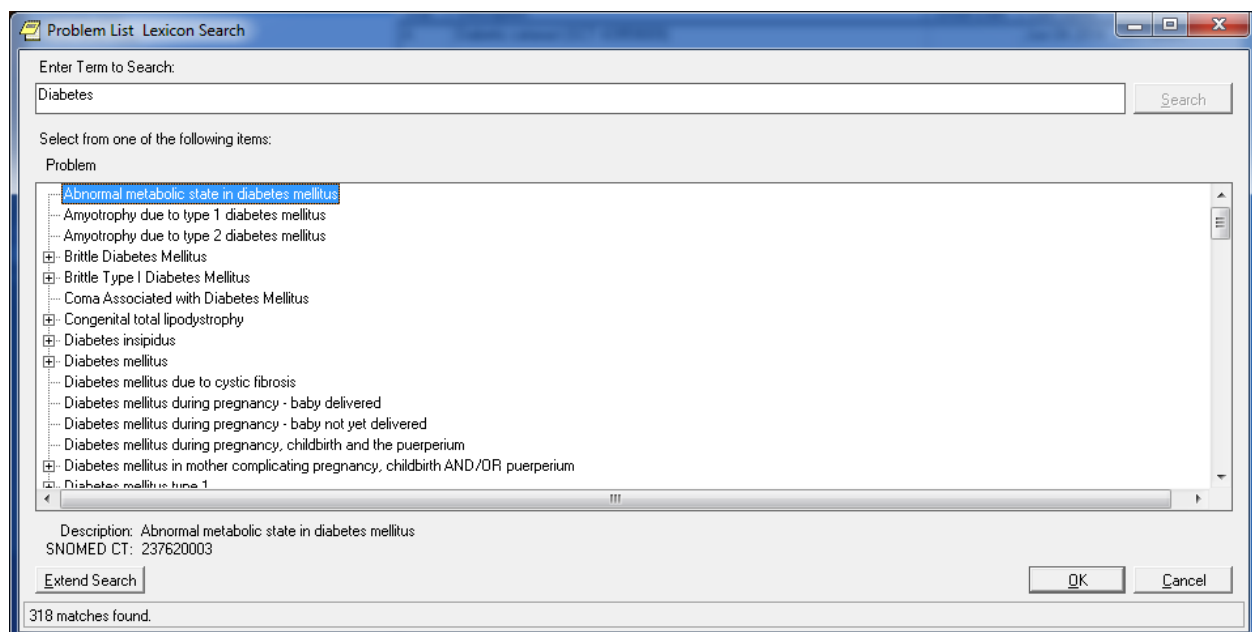 Problem List Lexicon Search
Enter Term to Search:
Diabetes
Search
Select from one of the following items:
Problem
Abnormal metabolic state in diabetes mellitus
Amyotrophy due to type 1 diabetes mellitus
Amyotrophy due to type 2 diabetes mellitus
Brittle Diabetes Mellitus
Brittle Type I Diabetes Mellitus
Coma Associated with Diabetes Mellitus
Congenital total lipodystrophy
Diabetes insipidus
Diabetes mellitus
Diabetes mellitus due to cystic fibrosis
Diabetes mellitus during pregnancy - baby delivered
Diabetes mellitus during pregnancy - baby not yet delivered
Diabetes mellitus during pregnancy, childbirth and the puerperium
Diabetes mellitus in mother complicating pregnancy, childbirth AND/OR puerperium
Diabetes mellitus type 1
Description: Abnormal metabolic state in diabetes mellitus
SNOMED CT: 237620003
Extend Search OK Cancel
318 matches found.